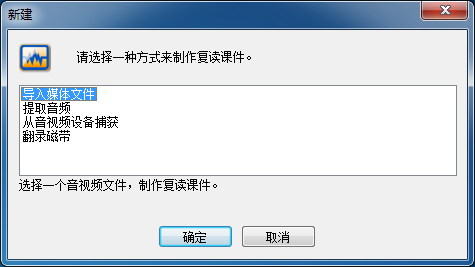 新建
请选择一种方式来制作复读课件。
导入媒体文件
提取音频
从音视频设备捕获
翻录磁带
选择一个音视频文件，制作复读课件。
确定
取消